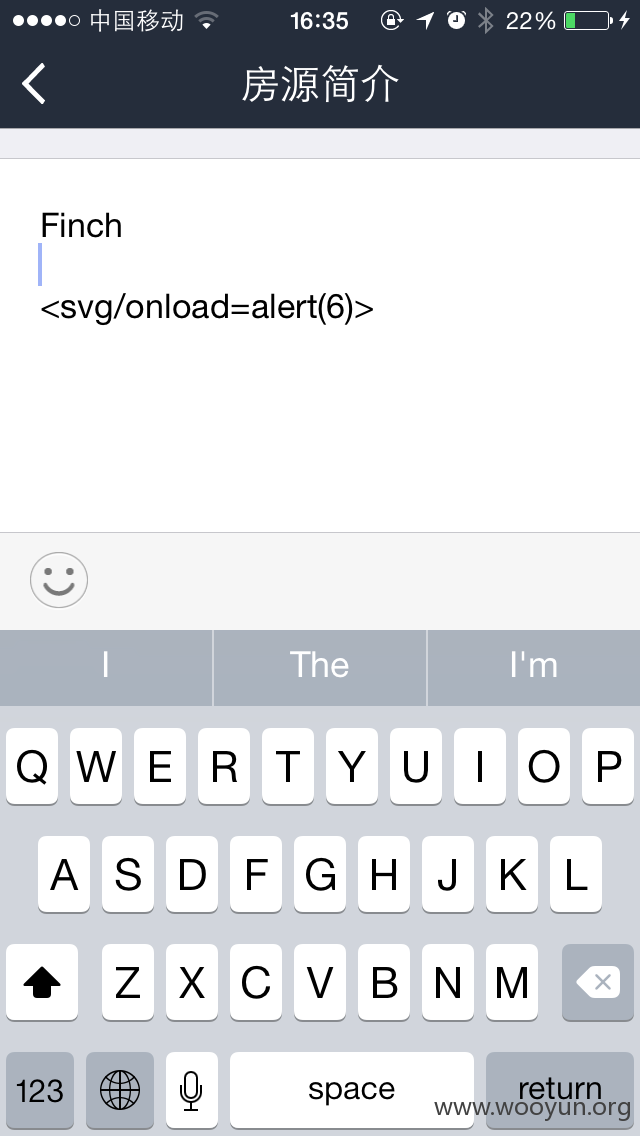 中国移动 16:35 22%
房源简介
Finch
<svg/onload=alert(6)>
I The I'm
Q W E R T Y U I O P
A S D F G H J K L
Z X C V B N M
123 space return
www.wooyun.org